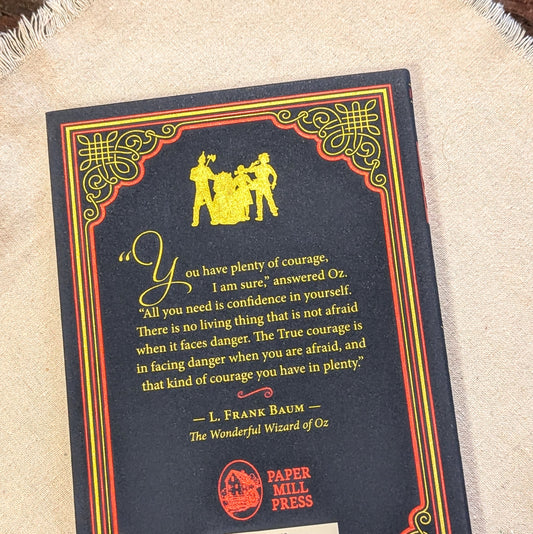 “You have plenty of courage,
I am sure,” answered Oz.
“All you need is confidence in yourself.
There is no living thing that is not afraid
when it faces danger. The True courage is
in facing danger when you are afraid, and
that kind of courage you have in plenty.”
— L. Frank Baum —
The Wonderful Wizard of Oz
PAPER
MILL
PRESS